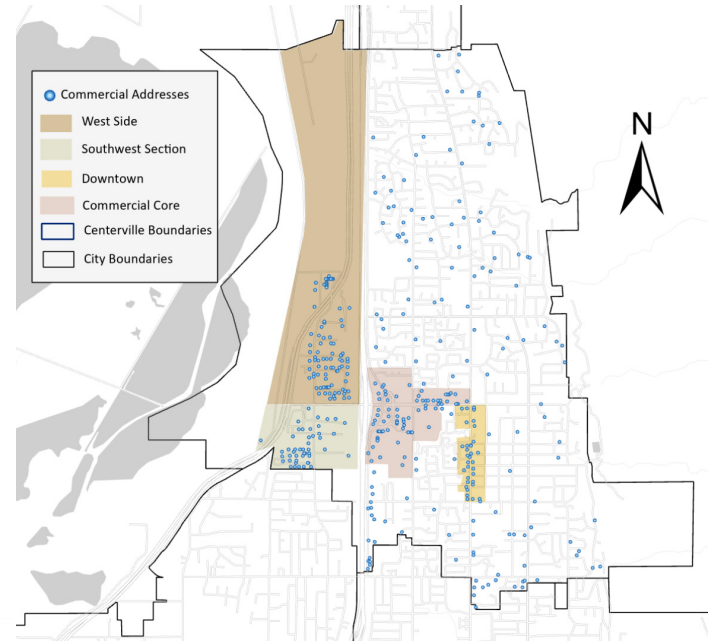 Commercial Addresses
West Side
Southwest Section
Downtown
Commercial Core
Centerville Boundaries
City Boundaries
N